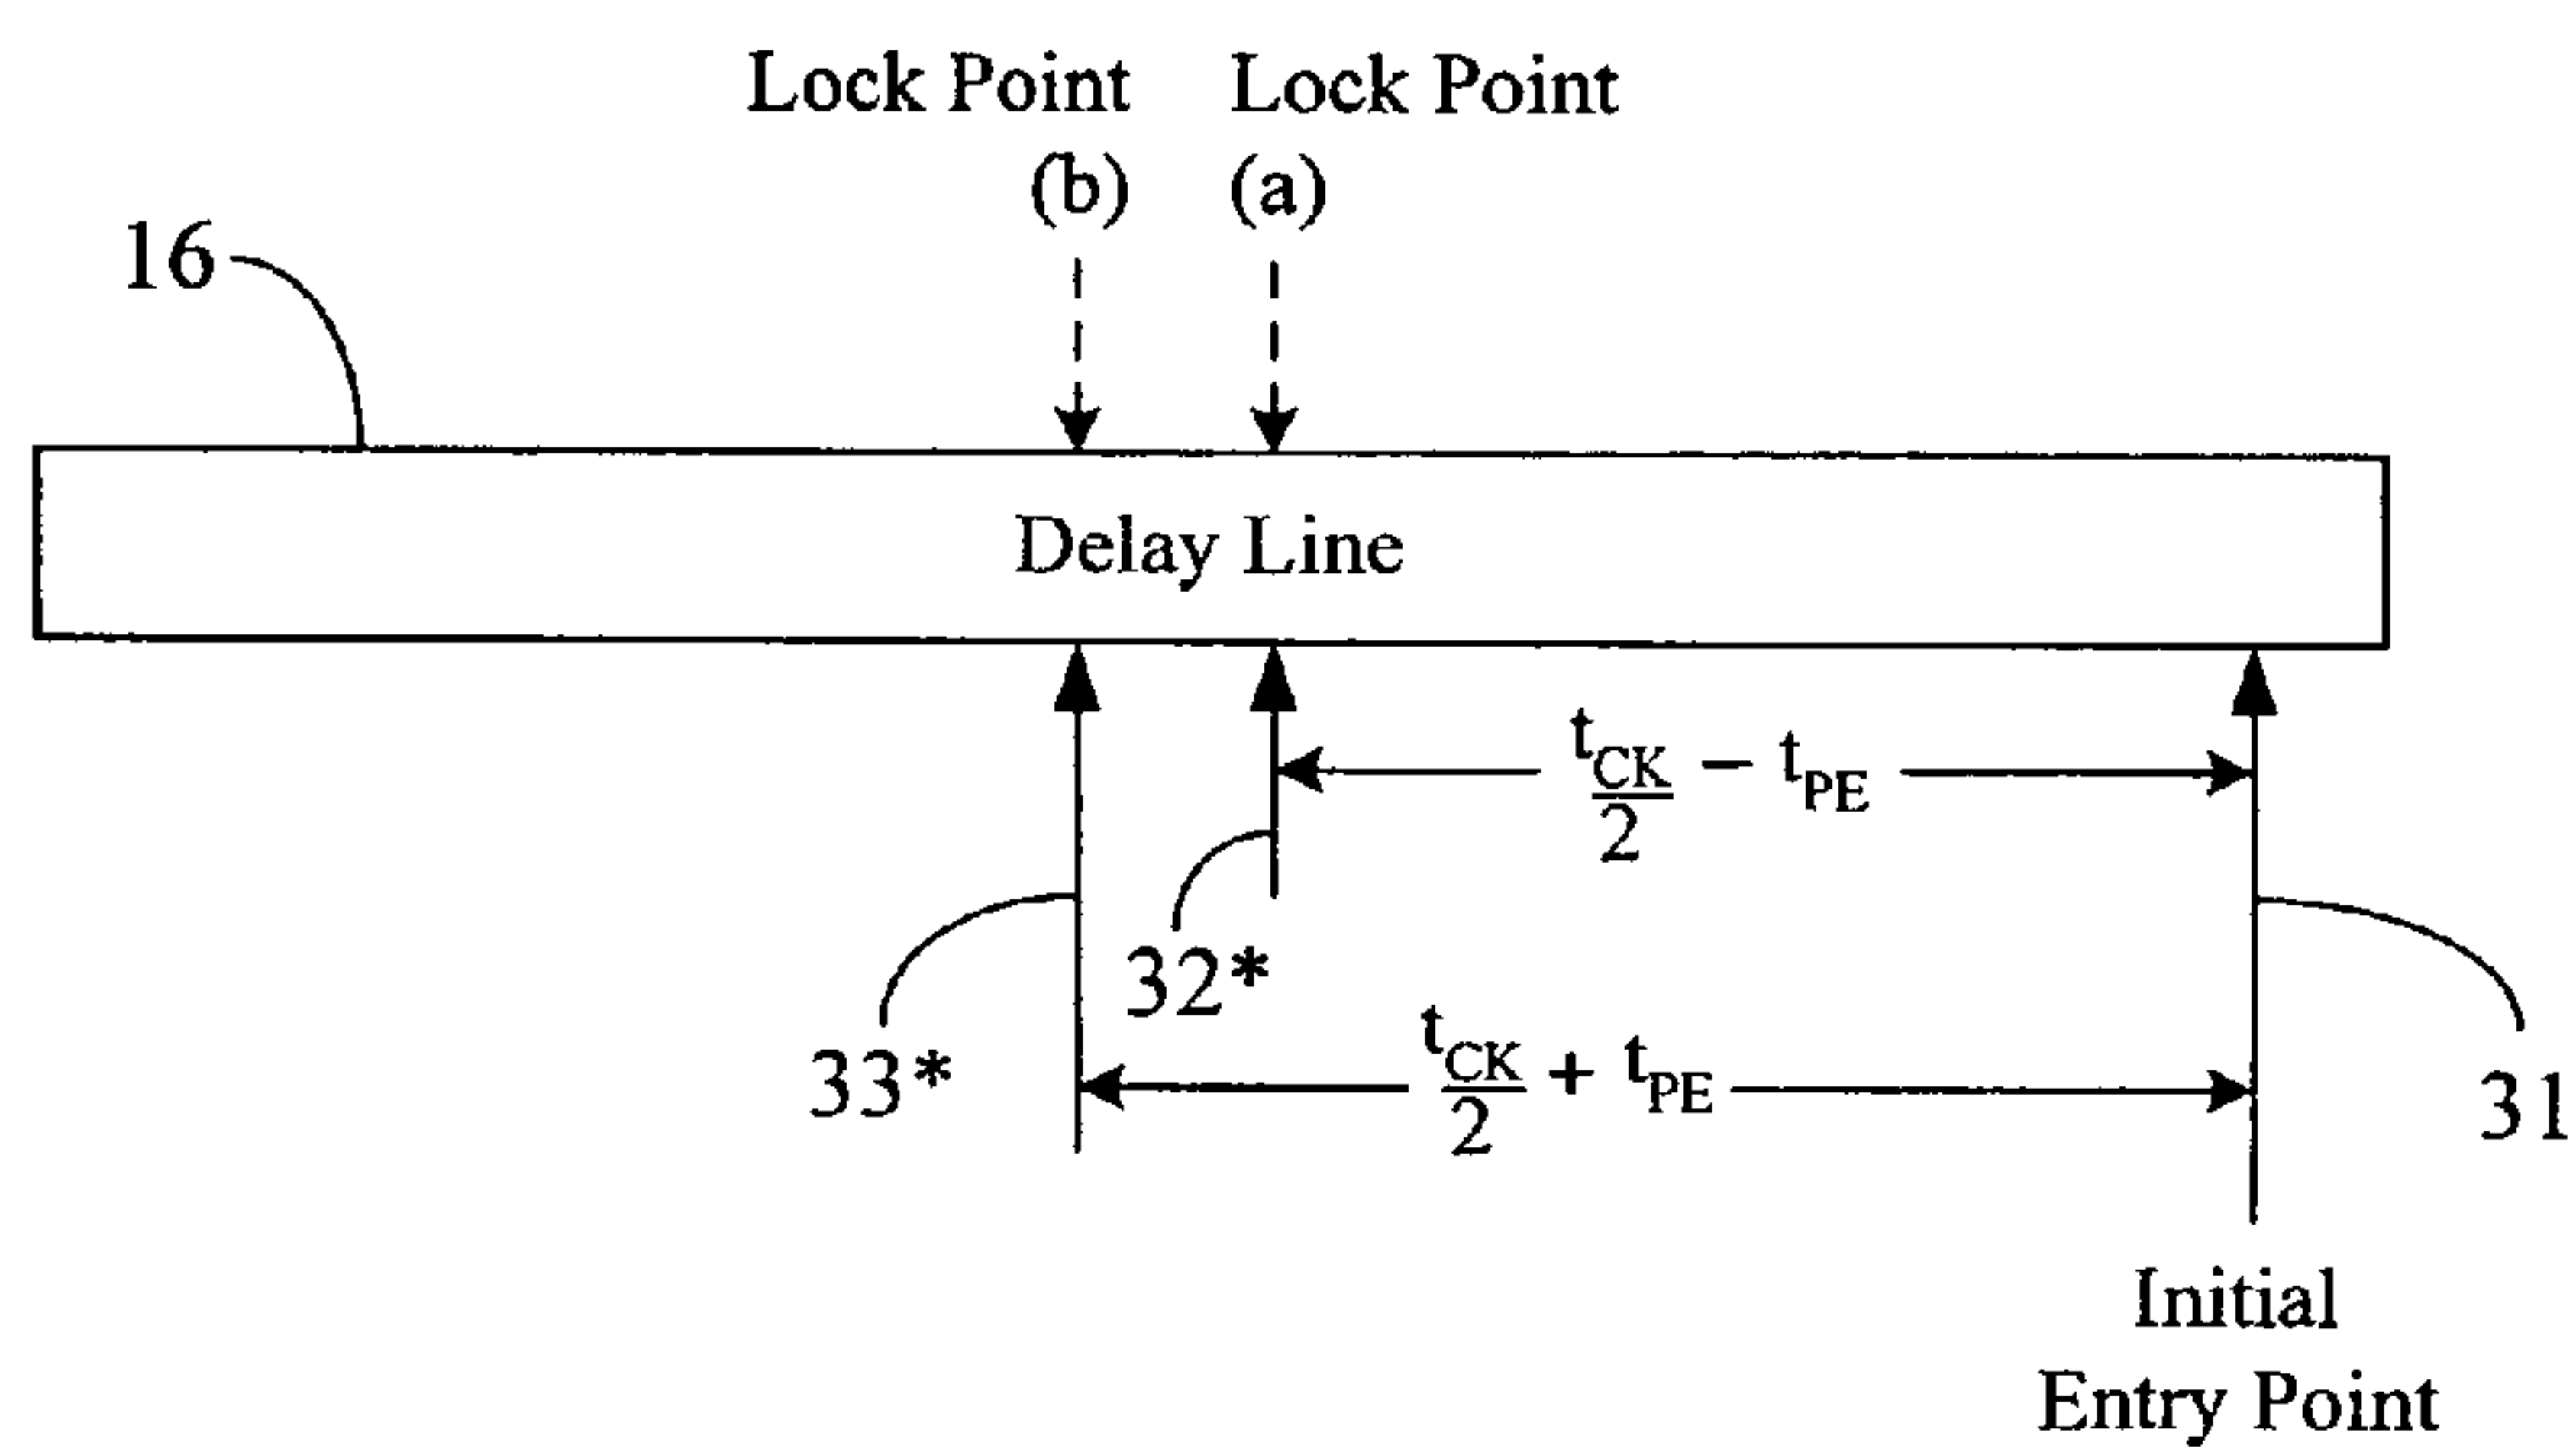 Lock Point Lock Point
(b) (a)
16
Delay Line
tCK/2 − tPE
32*
33*
tCK/2 + tPE
31
Initial
Entry Point